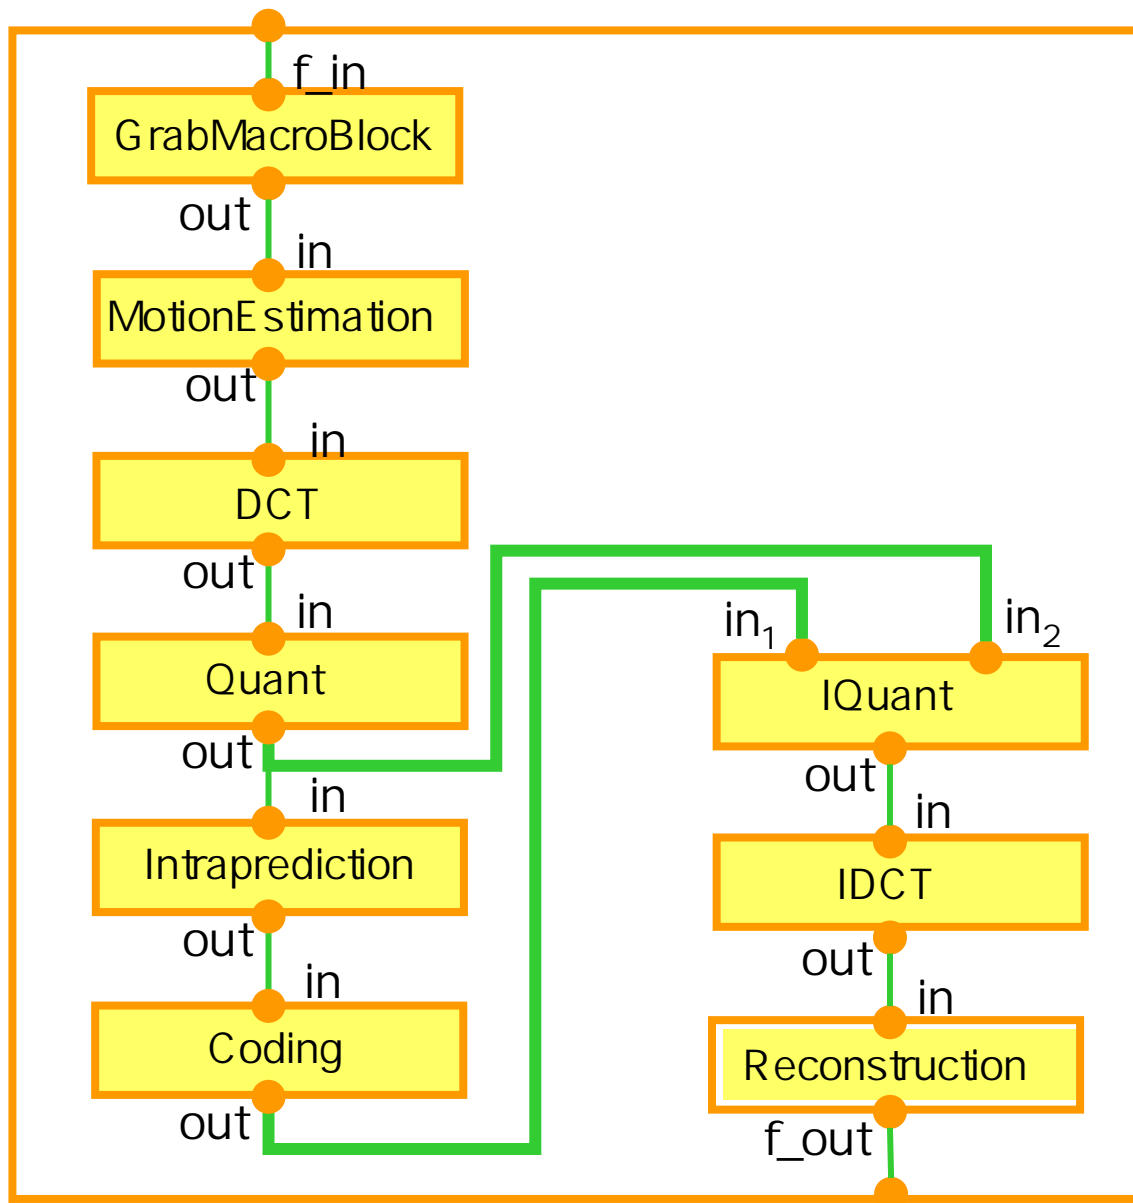 f_in
GrabMacroBlock
out
in
MotionEstimation
out
in
DCT
out
in
Quant
out
in
Intraprediction
out
in
Coding
out
in₁
in₂
IQuant
out
in
IDCT
out
in
Reconstruction
f_out